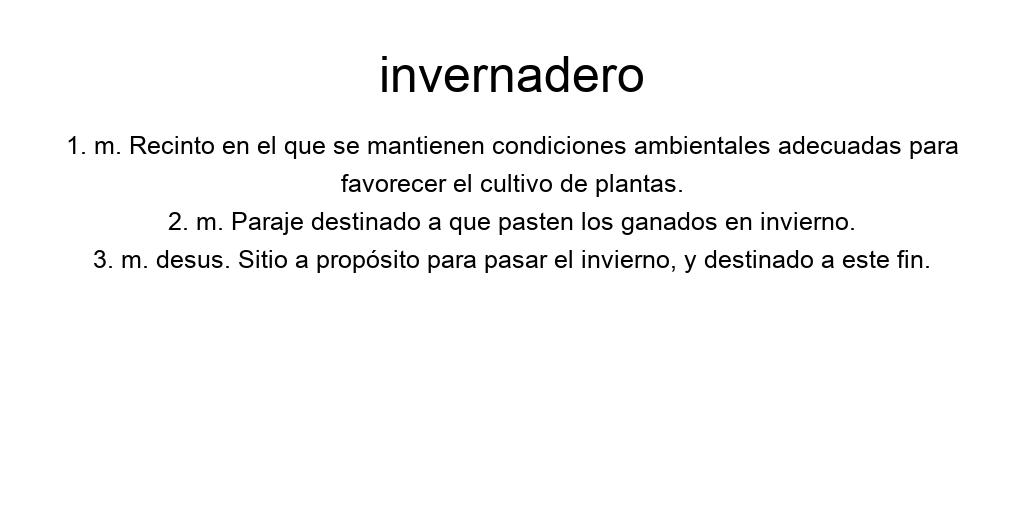 invernadero
1. m. Recinto en el que se mantienen condiciones ambientales adecuadas para
favorecer el cultivo de plantas.
2. m. Paraje destinado a que pasten los ganados en invierno.
3. m. desus. Sitio a propósito para pasar el invierno, y destinado a este fin.